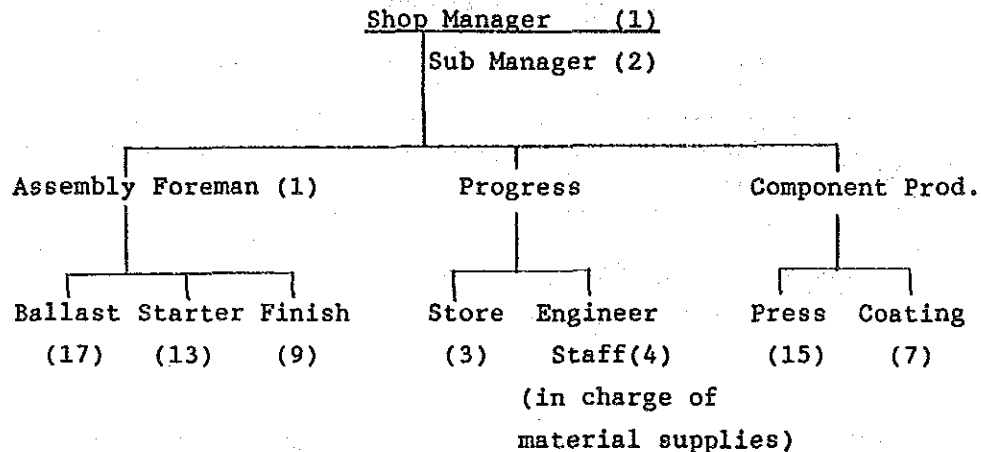 Shop Manager (1)
Sub Manager (2)
Assembly Foreman (1) Progress Component Prod.
Ballast Starter Finish Store Engineer Press Coating
(17) (13) (9) (3) Staff(4) (15) (7)
(in charge of
material supplies)